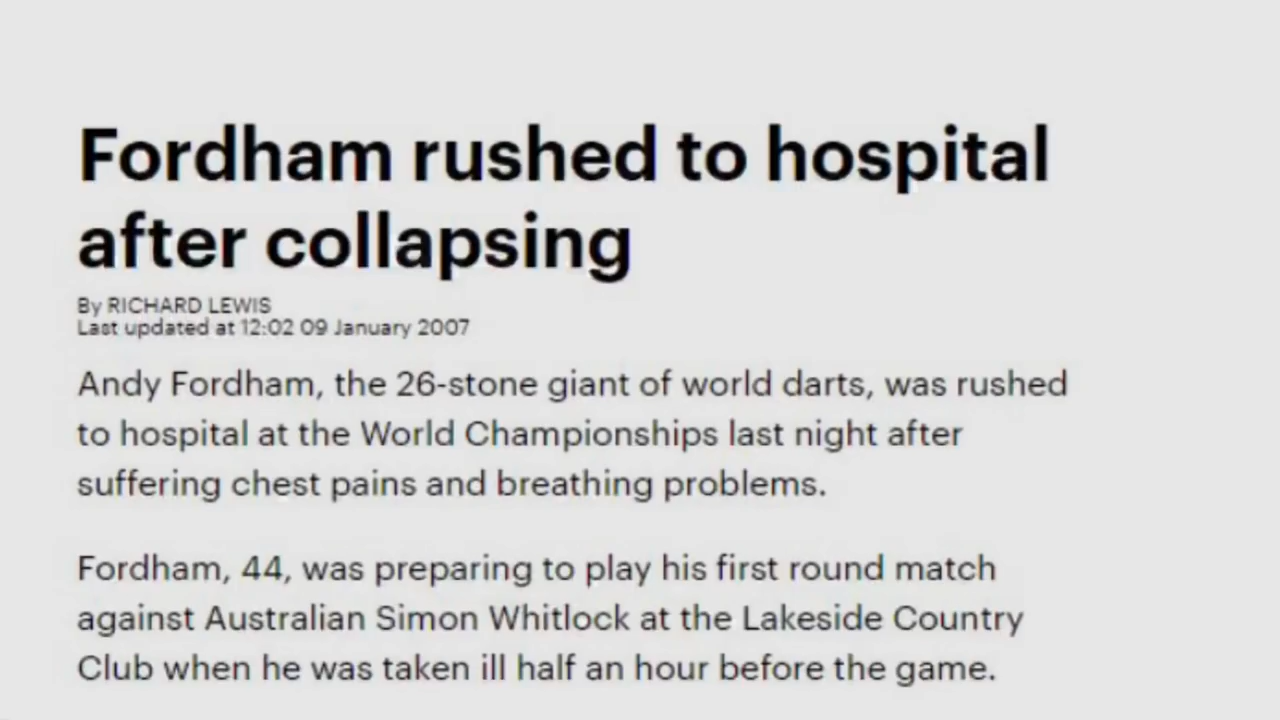 Fordham rushed to hospital
after collapsing
By RICHARD LEWIS
Last updated at 12:02 09 January 2007
Andy Fordham, the 26-stone giant of world darts, was rushed
to hospital at the World Championships last night after
suffering chest pains and breathing problems.
Fordham, 44, was preparing to play his first round match
against Australian Simon Whitlock at the Lakeside Country
Club when he was taken ill half an hour before the game.